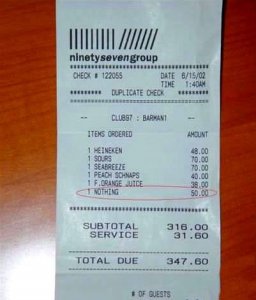 ninetysevengroup
CHECK # 122055 DATE 6/15/02
TIME 1:40AM
DUPLICATE CHECK
-- CLUB97 : BARMAN1 --
ITEMS ORDERED AMOUNT
1 HEINEKEN 48.00
1 SOURS 70.00
1 SEABREEZE 70.00
1 PEACH SCHNAPS 40.00
1 F.ORANGE JUICE 38.00
1 NOTHING 50.00
SUBTOTAL 316.00
SERVICE 31.60
TOTAL DUE 347.60
# OF GUESTS